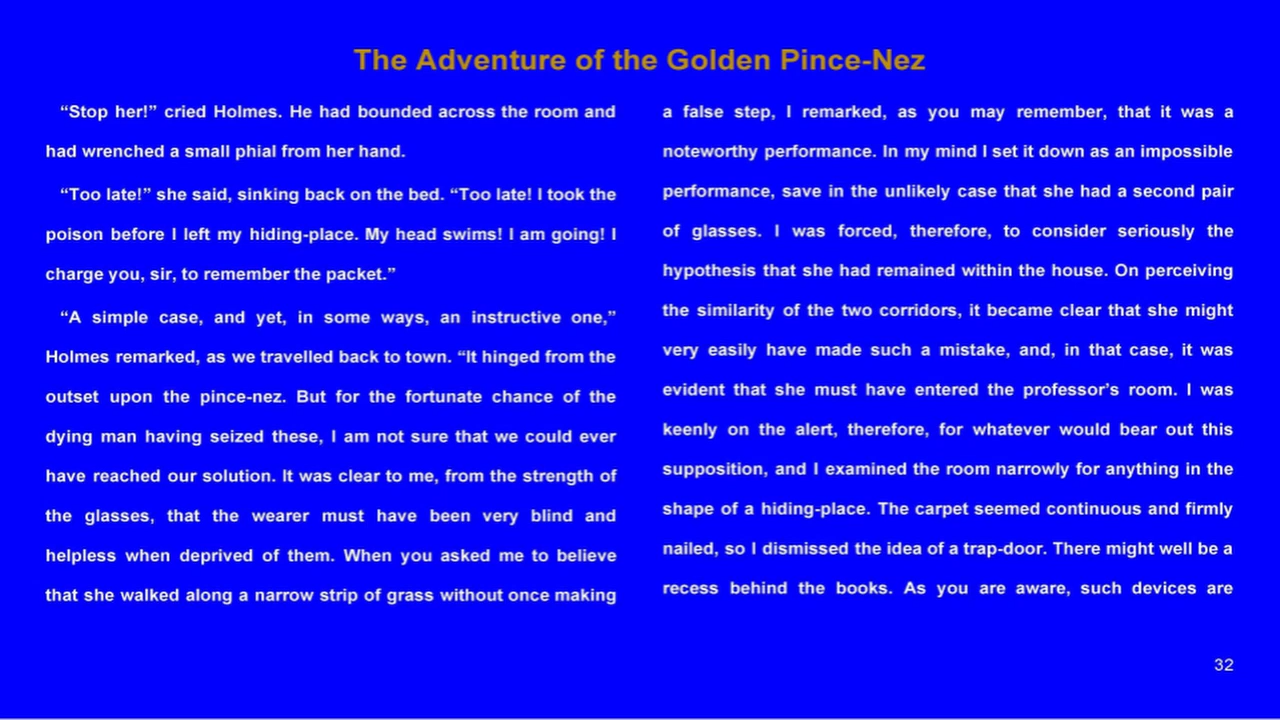 The Adventure of the Golden Pince-Nez
“Stop her!” cried Holmes. He had bounded across the room and
had wrenched a small phial from her hand.
“Too late!” she said, sinking back on the bed. “Too late! I took the
poison before I left my hiding-place. My head swims! I am going! I
charge you, sir, to remember the packet.”
“A simple case, and yet, in some ways, an instructive one,”
Holmes remarked, as we travelled back to town. “It hinged from the
outset upon the pince-nez. But for the fortunate chance of the
dying man having seized these, I am not sure that we could ever
have reached our solution. It was clear to me, from the strength of
the glasses, that the wearer must have been very blind and
helpless when deprived of them. When you asked me to believe
that she walked along a narrow strip of grass without once making
a false step, I remarked, as you may remember, that it was a
noteworthy performance. In my mind I set it down as an impossible
performance, save in the unlikely case that she had a second pair
of glasses. I was forced, therefore, to consider seriously the
hypothesis that she had remained within the house. On perceiving
the similarity of the two corridors, it became clear that she might
very easily have made such a mistake, and, in that case, it was
evident that she must have entered the professor’s room. I was
keenly on the alert, therefore, for whatever would bear out this
supposition, and I examined the room narrowly for anything in the
shape of a hiding-place. The carpet seemed continuous and firmly
nailed, so I dismissed the idea of a trap-door. There might well be a
recess behind the books. As you are aware, such devices are
32